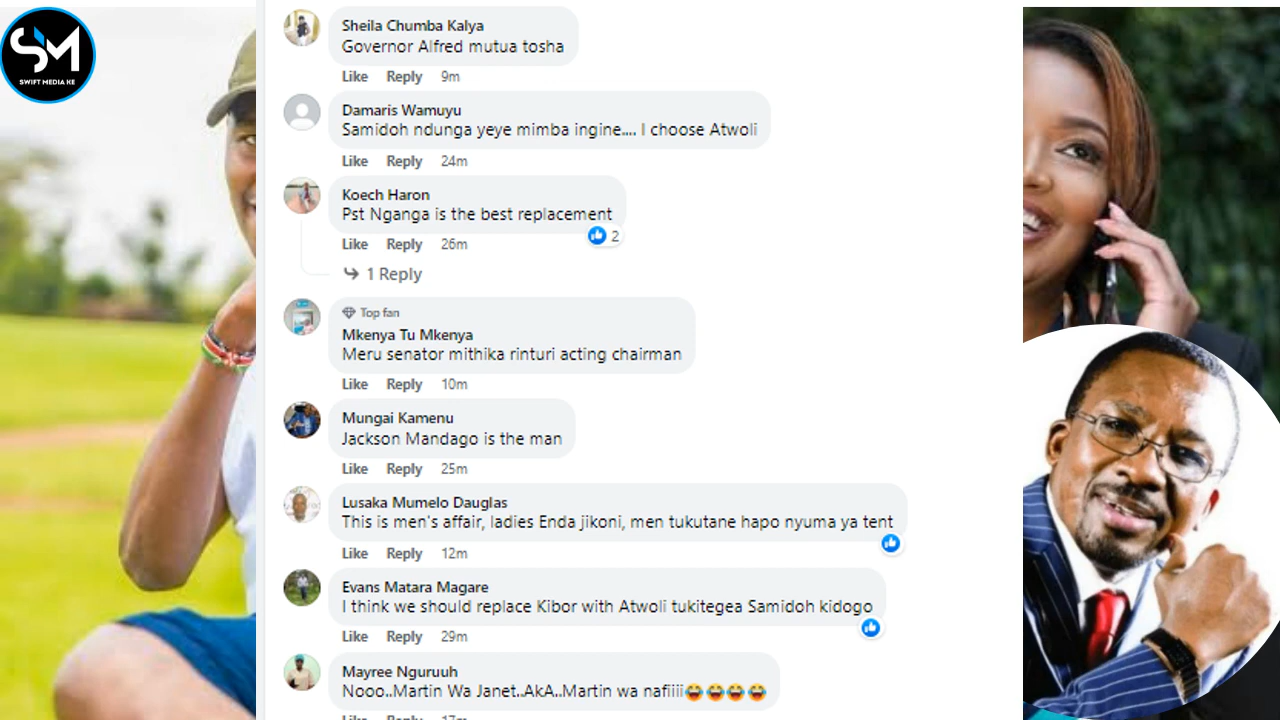 SM
SWIFT MEDIA KE
Sheila Chumba Kalya
Governor Alfred mutua tosha
Like Reply 9m
Damaris Wamuyu
Samidoh ndunga yeye mimba ingine.... I choose Atwoli
Like Reply 24m
Koech Haron
Pst Nganga is the best replacement
2
Like Reply 26m
1 Reply
Top fan
Mkenya Tu Mkenya
Meru senator mithika rinturi acting chairman
Like Reply 10m
Mungai Kamenu
Jackson Mandago is the man
Like Reply 25m
Lusaka Mumelo Dauglas
This is men's affair, ladies Enda jikoni, men tukutane hapo nyuma ya tent
Like Reply 12m
Evans Matara Magare
I think we should replace Kibor with Atwoli tukitegea Samidoh kidogo
Like Reply 29m
Mayree Nguruuh
Nooo..Martin Wa Janet..AkA..Martin wa nafiiii😂😂😂😂
Like Reply 17m